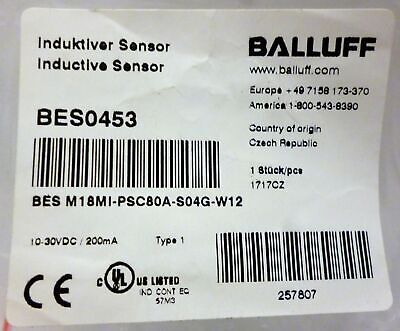 Induktiver Sensor
Inductive Sensor
BALLUFF
www.balluff.com
Europe +49 7158 173-370
America 1-800-543-8390
BES0453
Country of origin
Czech Republic
1 Stück/pcs
1717CZ
BES M18MI-PSC80A-S04G-W12
10-30VDC / 200mA
Type 1
CE
C UL US LISTED
IND CONT EQ
57M3
257807